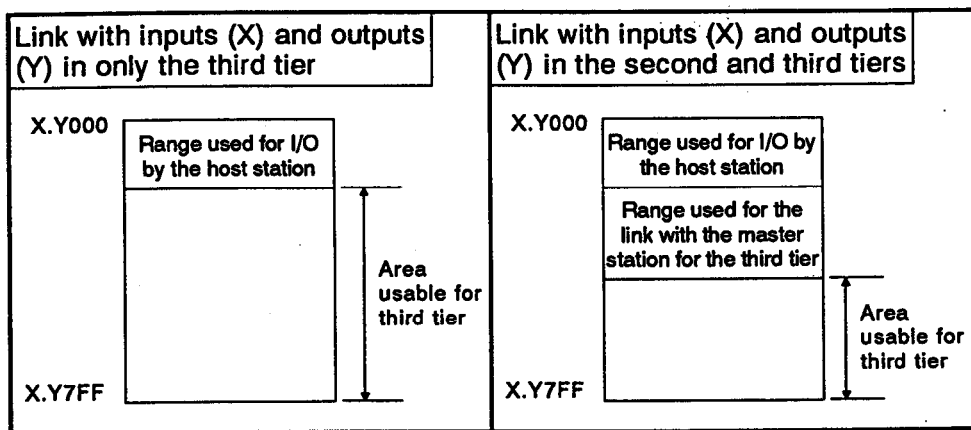 Link with inputs (X) and outputs
(Y) in only the third tier
X.Y000
Range used for I/O
by the host station
Area
usable for
third tier
X.Y7FF
Link with inputs (X) and outputs
(Y) in the second and third tiers
X.Y000
Range used for I/O by
the host station
Range used for the
link with the master
station for the third tier
Area
usable for
third tier
X.Y7FF